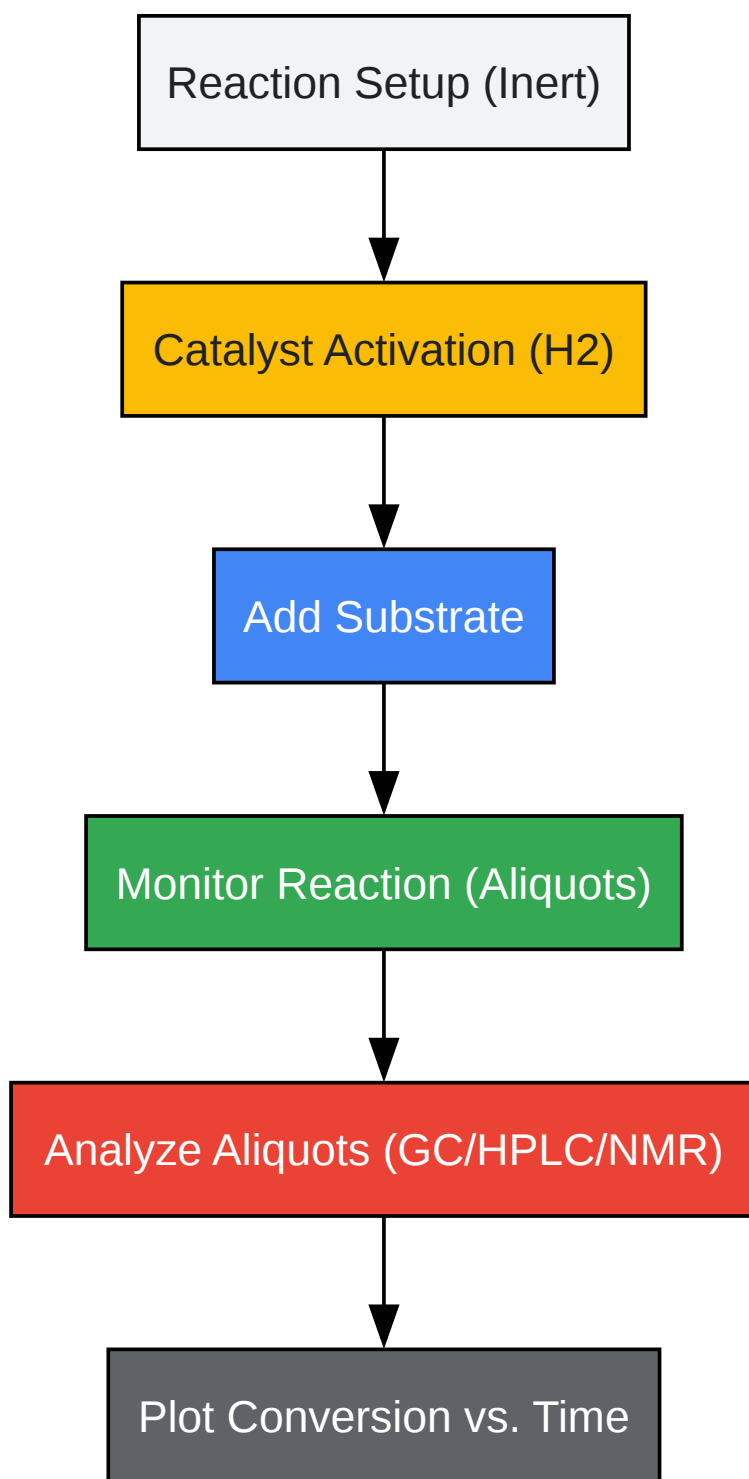 Reaction Setup (Inert)
Catalyst Activation (H2)
Add Substrate
Monitor Reaction (Aliquots)
Analyze Aliquots (GC/HPLC/NMR)
Plot Conversion vs. Time